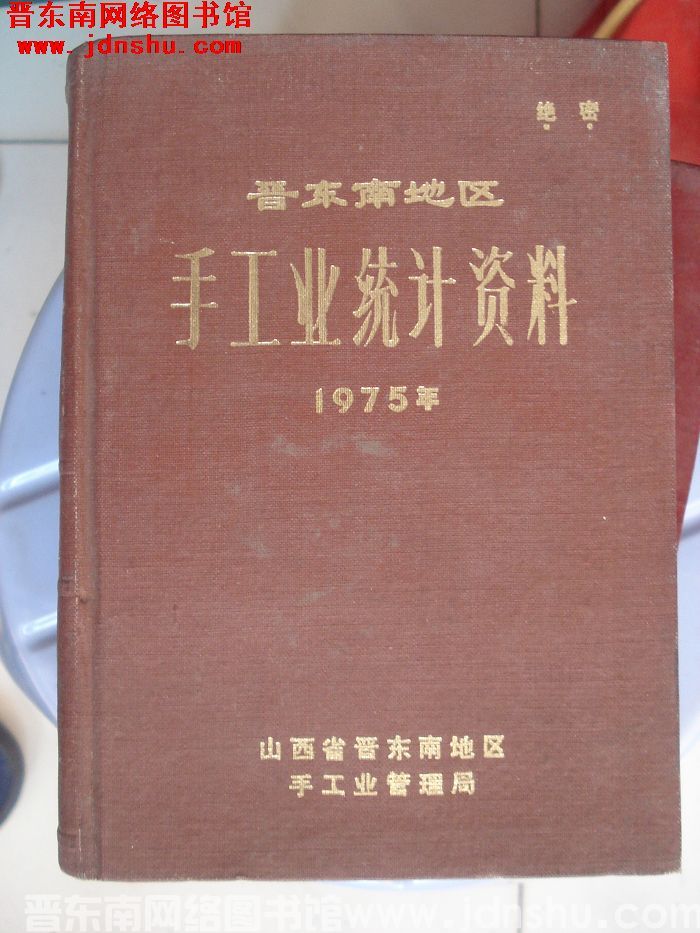 晋东南网络图书馆
www.jdnshu.com
绝密
晋东南地区
手工业统计资料
1975年
山西省晋东南地区
手工业管理局
晋东南网络图书馆www.jdnshu.com